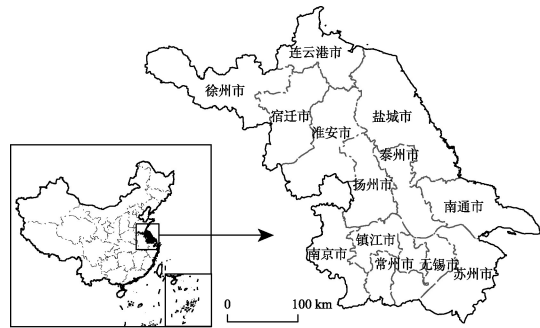 连云港市
徐州市
宿迁市
淮安市
盐城市
泰州市
扬州市
南通市
镇江市
南京市
常州市
无锡市
苏州市
0
100 km